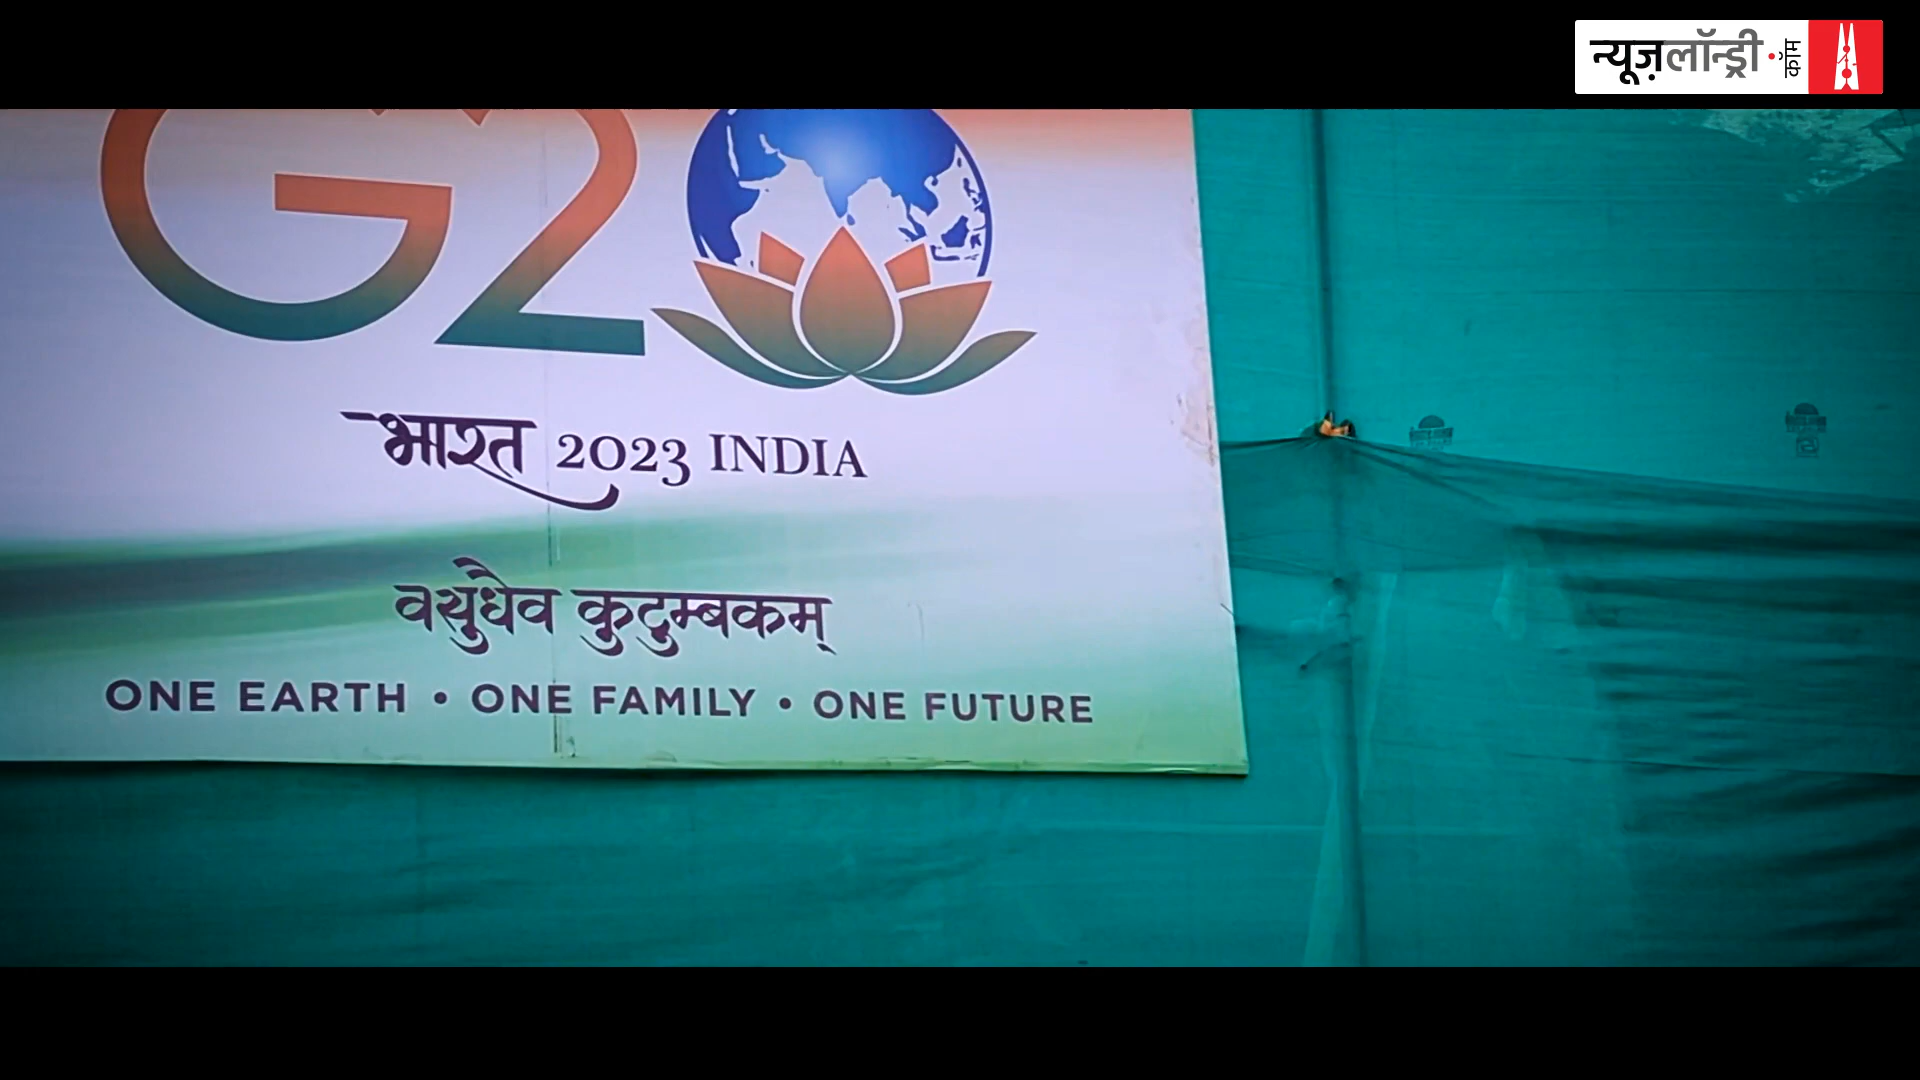 न्यूज़लॉन्ड्री.कॉम
G20
भारत 2023 INDIA
वसुधैव कुटुम्बकम्
ONE EARTH • ONE FAMILY • ONE FUTURE